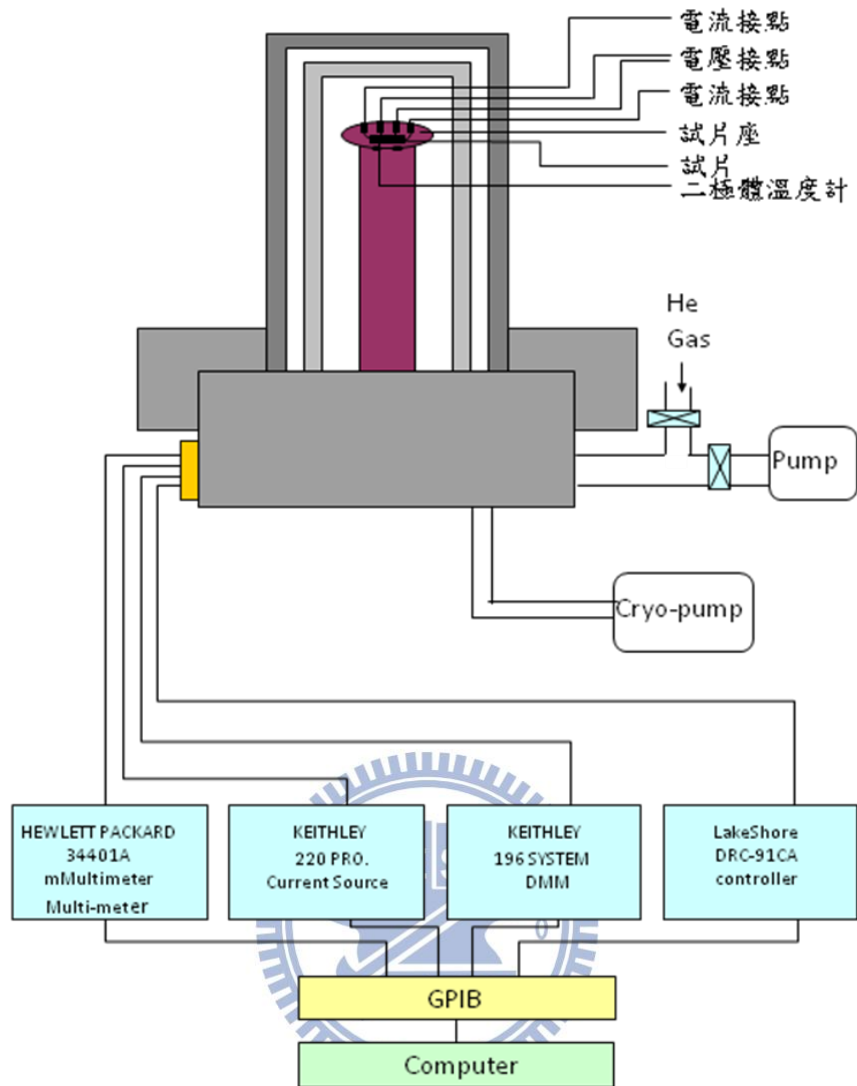 電流接點
電壓接點
電流接點
試片座
試片
二極體溫度計
He
Gas
Pump
Cryo-pump
HEWLETT PACKARD
34401A
mMultimeter
Multi-meter
KEITHLEY
220 PRO.
Current Source
KEITHLEY
196 SYSTEM
DMM
LakeShore
DRC-91CA
controller
GPIB
Computer